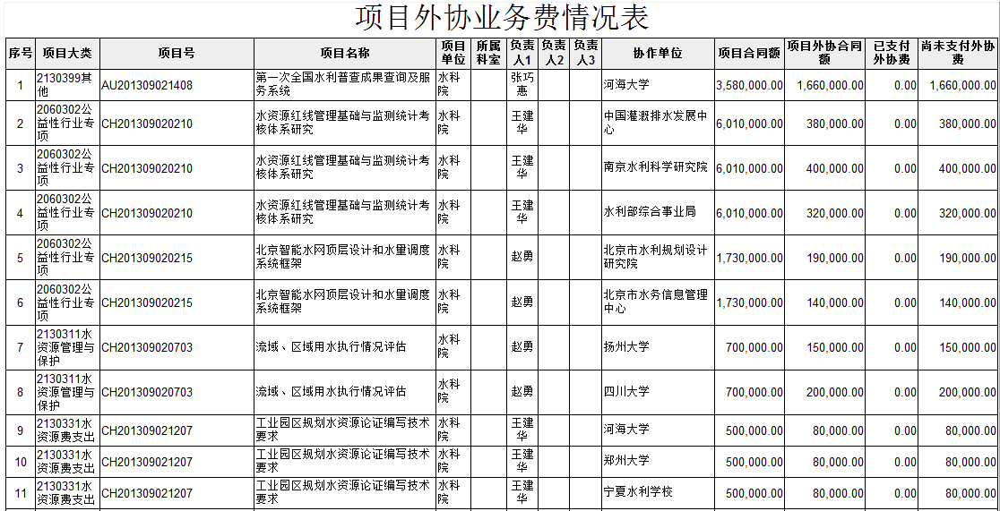 项目外协业务费情况表
序号 项目大类 项目号 项目名称 项目单位 所属科室 负责人1 负责人2 负责人3 协作单位 项目合同额 项目外协合同额 已支付外协费 尚未支付外协费
1 2130399其他 AU201309021408 第一次全国水利普查成果查询及服务系统 水科院 张巧惠 河海大学 3,580,000.00 1,660,000.00 0.00 1,660,000.00
2 2060302公益性行业专项 CH201309020210 水资源红线管理基础与监测统计考核体系研究 水科院 王建华 中国灌溉排水发展中心 6,010,000.00 380,000.00 0.00 380,000.00
3 2060302公益性行业专项 CH201309020210 水资源红线管理基础与监测统计考核体系研究 水科院 王建华 南京水利科学研究院 6,010,000.00 400,000.00 0.00 400,000.00
4 2060302公益性行业专项 CH201309020210 水资源红线管理基础与监测统计考核体系研究 水科院 王建华 水利部综合事业局 6,010,000.00 320,000.00 0.00 320,000.00
5 2060302公益性行业专项 CH201309020215 北京智能水网顶层设计和水量调度系统框架 水科院 赵勇 北京市水利规划设计研究院 1,730,000.00 190,000.00 0.00 190,000.00
6 2060302公益性行业专项 CH201309020215 北京智能水网顶层设计和水量调度系统框架 水科院 赵勇 北京市水务信息管理中心 1,730,000.00 140,000.00 0.00 140,000.00
7 2130311水资源管理与保护 CH201309020703 流域、区域用水执行情况评估 水科院 赵勇 扬州大学 700,000.00 150,000.00 0.00 150,000.00
8 2130311水资源管理与保护 CH201309020703 流域、区域用水执行情况评估 水科院 赵勇 四川大学 700,000.00 200,000.00 0.00 200,000.00
9 2130331水资源费支出 CH201309021207 工业园区规划水资源论证编写技术要求 水科院 王建华 河海大学 500,000.00 80,000.00 0.00 80,000.00
10 2130331水资源费支出 CH201309021207 工业园区规划水资源论证编写技术要求 水科院 王建华 郑州大学 500,000.00 80,000.00 0.00 80,000.00
11 2130331水资源费支出 CH201309021207 工业园区规划水资源论证编写技术要求 水科院 王建华 宁夏水利学校 500,000.00 80,000.00 0.00 80,000.00